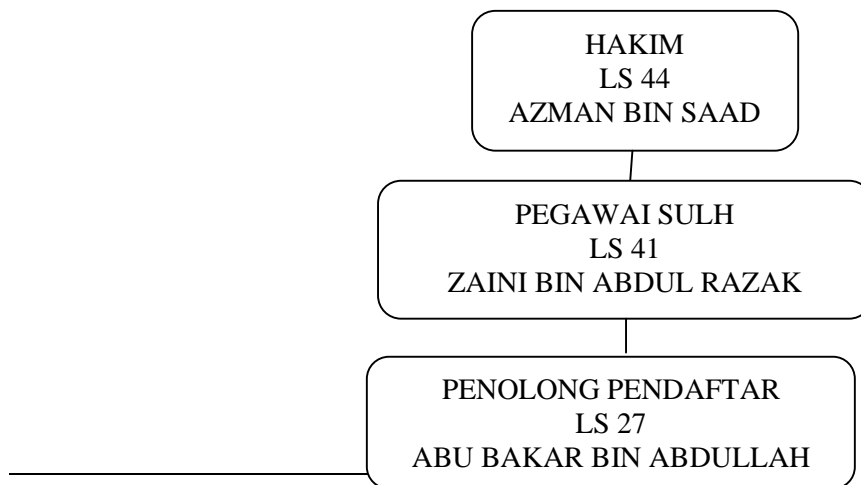 HAKIM
LS 44
AZMAN BIN SAAD
PEGAWAI SULH
LS 41
ZAINI BIN ABDUL RAZAK
PENOLONG PENDAFTAR
LS 27
ABU BAKAR BIN ABDULLAH